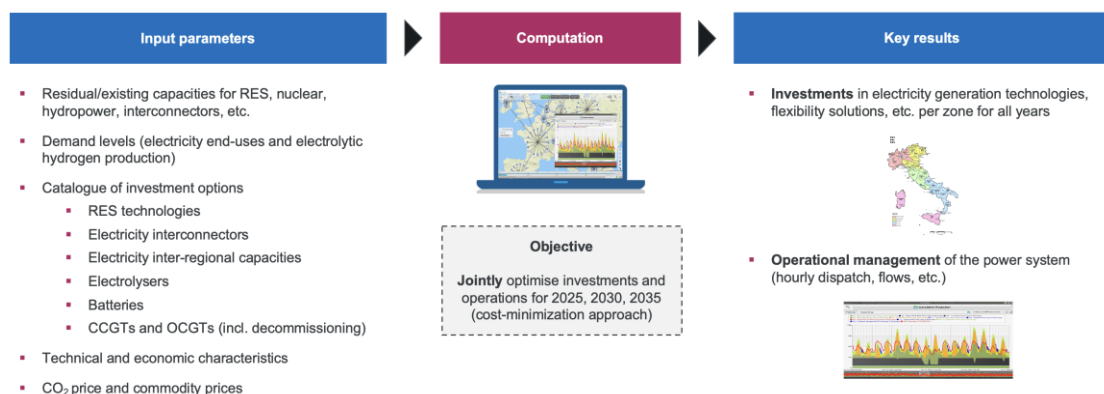 Input parameters
Computation
Key results
▪ Residual/existing capacities for RES, nuclear,
hydropower, interconnectors, etc.
▪ Demand levels (electricity end-uses and electrolytic
hydrogen production)
▪ Catalogue of investment options
▪ RES technologies
▪ Electricity interconnectors
▪ Electricity inter-regional capacities
▪ Electrolysers
▪ Batteries
▪ CCGTs and OCGTs (incl. decommissioning)
▪ Technical and economic characteristics
▪ CO₂ price and commodity prices
Objective
Jointly optimise investments and
operations for 2025, 2030, 2035
(cost-minimization approach)
▪ Investments in electricity generation technologies,
flexibility solutions, etc. per zone for all years
▪ Operational management of the power system
(hourly dispatch, flows, etc.)